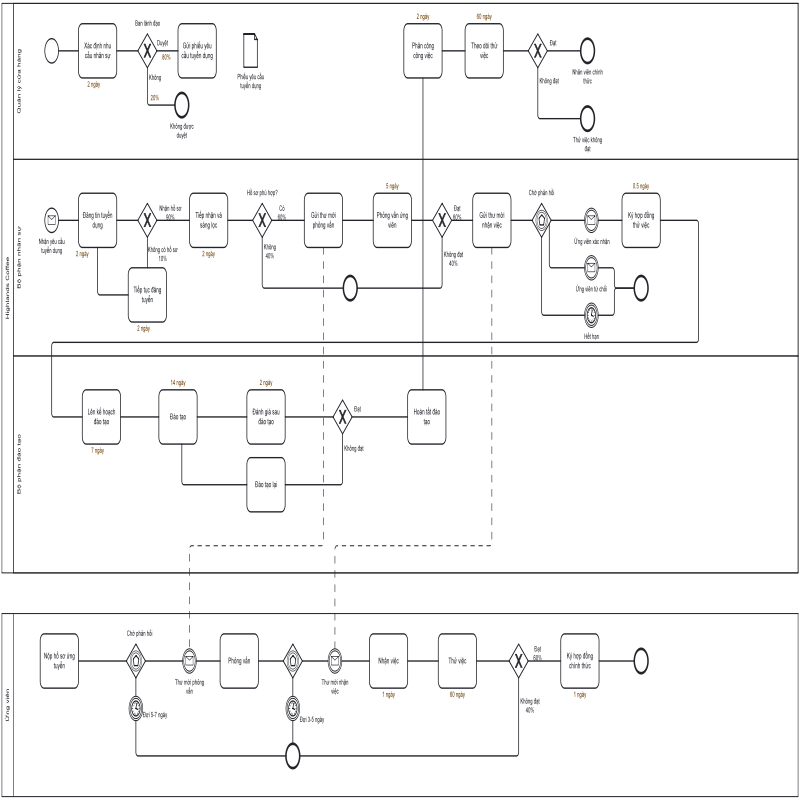 Highlands Coffee
Quản lý cửa hàng
Xác định nhu
cầu nhân sự
2 ngày
Ban lãnh đạo
Duyệt
80%
Không
20%
Không được
duyệt
Gửi phiếu yêu
cầu tuyển dụng
Phiếu yêu cầu
tuyển dụng
2 ngày
Phân công
công việc
60 ngày
Theo dõi thử
việc
Đạt
Không đạt
Nhân viên chính
thức
Thử việc không
đạt
Bộ phận nhân sự
Nhận yêu cầu
tuyển dụng
Đăng tin tuyển
dụng
2 ngày
Nhận hồ sơ
90%
Không có hồ sơ
10%
Tiếp tục đăng
tuyển
2 ngày
Tiếp nhận và
sàng lọc
2 ngày
Hồ sơ phù hợp?
Có
60%
Không
40%
Gửi thư mời
phỏng vấn
5 ngày
Phỏng vấn ứng
viên
Đạt
60%
Không đạt
40%
Gửi thư mời
nhận việc
Chờ phản hồi
Ứng viên xác nhận
Ứng viên từ chối
Hết hạn
0.5 ngày
Ký hợp đồng
thử việc
Bộ phận đào tạo
Lên kế hoạch
đào tạo
7 ngày
14 ngày
Đào tạo
2 ngày
Đánh giá sau
đào tạo
Đào tạo lại
Đạt
Không đạt
Hoàn tất đào
tạo
Ứng viên
Nộp hồ sơ ứng
tuyển
Chờ phản hồi
Đợi 5-7 ngày
Thư mời phỏng
vấn
Phỏng vấn
Đợi 3-5 ngày
Thư mời nhận
việc
Nhận việc
1 ngày
Thử việc
60 ngày
Đạt
60%
Không đạt
40%
Ký hợp đồng
chính thức
1 ngày